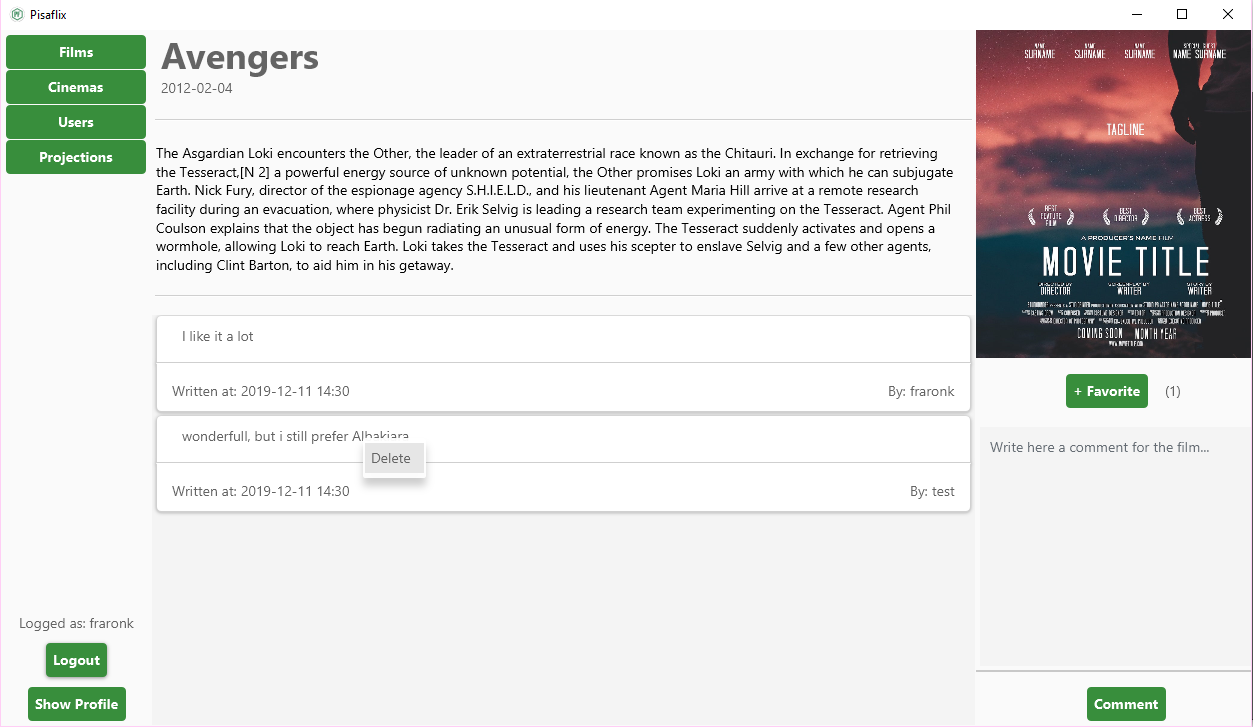 Pisaflix
Films
Cinemas
Users
Projections
Logged as: fraronk
Logout
Show Profile
Avengers
2012-02-04
The Asgardian Loki encounters the Other, the leader of an extraterrestrial race known as the Chitauri. In exchange for retrieving
the Tesseract,[N 2] a powerful energy source of unknown potential, the Other promises Loki an army with which he can subjugate
Earth. Nick Fury, director of the espionage agency S.H.I.E.L.D., and his lieutenant Agent Maria Hill arrive at a remote research
facility during an evacuation, where physicist Dr. Erik Selvig is leading a research team experimenting on the Tesseract. Agent Phil
Coulson explains that the object has begun radiating an unusual form of energy. The Tesseract suddenly activates and opens a
wormhole, allowing Loki to reach Earth. Loki takes the Tesseract and uses his scepter to enslave Selvig and a few other agents,
including Clint Barton, to aid him in his getaway.
I like it a lot
Written at: 2019-12-11 14:30 By: fraronk
wonderfull, but i still prefer Albakiara
Delete
Written at: 2019-12-11 14:30 By: test
NAME NAME NAME SPECIAL GUEST
SURNAME SURNAME SURNAME NAME SURNAME
TAGLINE
BEST FEATURE FILM
BEST DIRECTOR
BEST ACTRESS
A PRODUCER'S NAME FILM
MOVIE TITLE
DIRECTED BY SCREENPLAY BY STORY BY
DIRECTOR WRITER WRITER
COMING SOON MONTH YEAR
+ Favorite (1)
Write here a comment for the film...
Comment